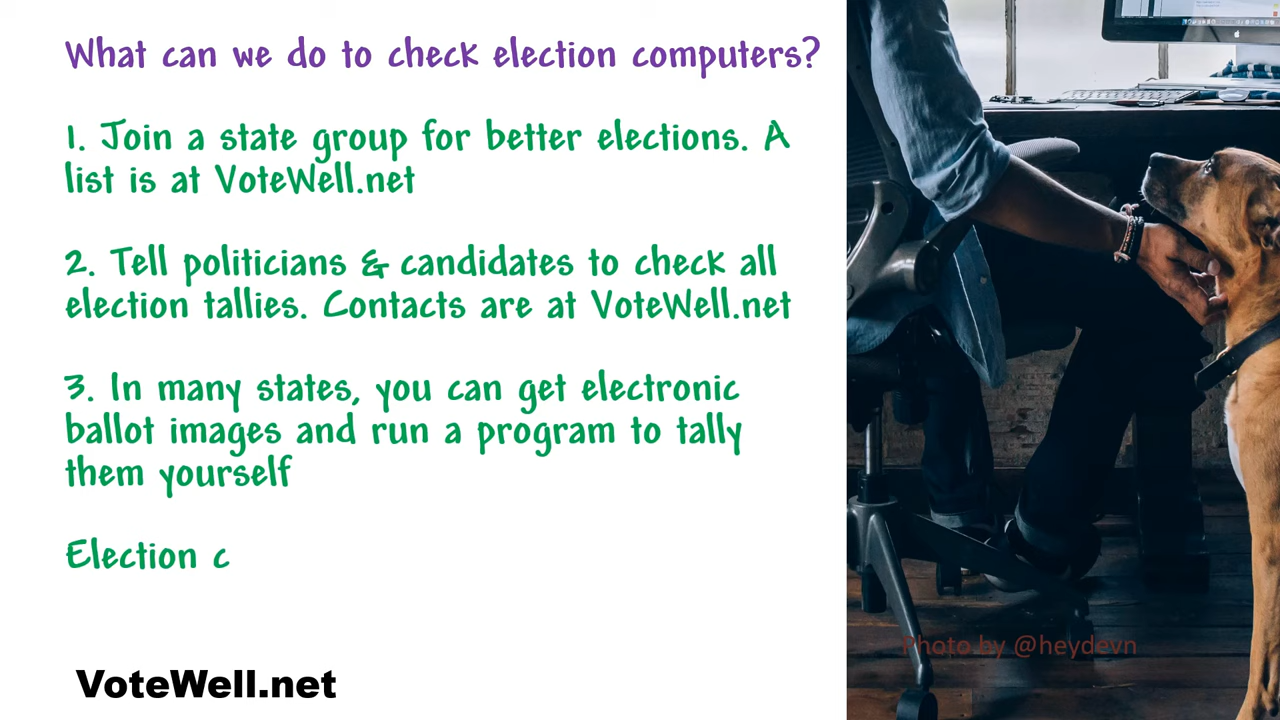 What can we do to check election computers?
1. Join a state group for better elections. A
list is at VoteWell.net
2. Tell politicians & candidates to check all
election tallies. Contacts are at VoteWell.net
3. In many states, you can get electronic
ballot images and run a program to tally
them yourself
Election c
VoteWell.net
Photo by @heydevn